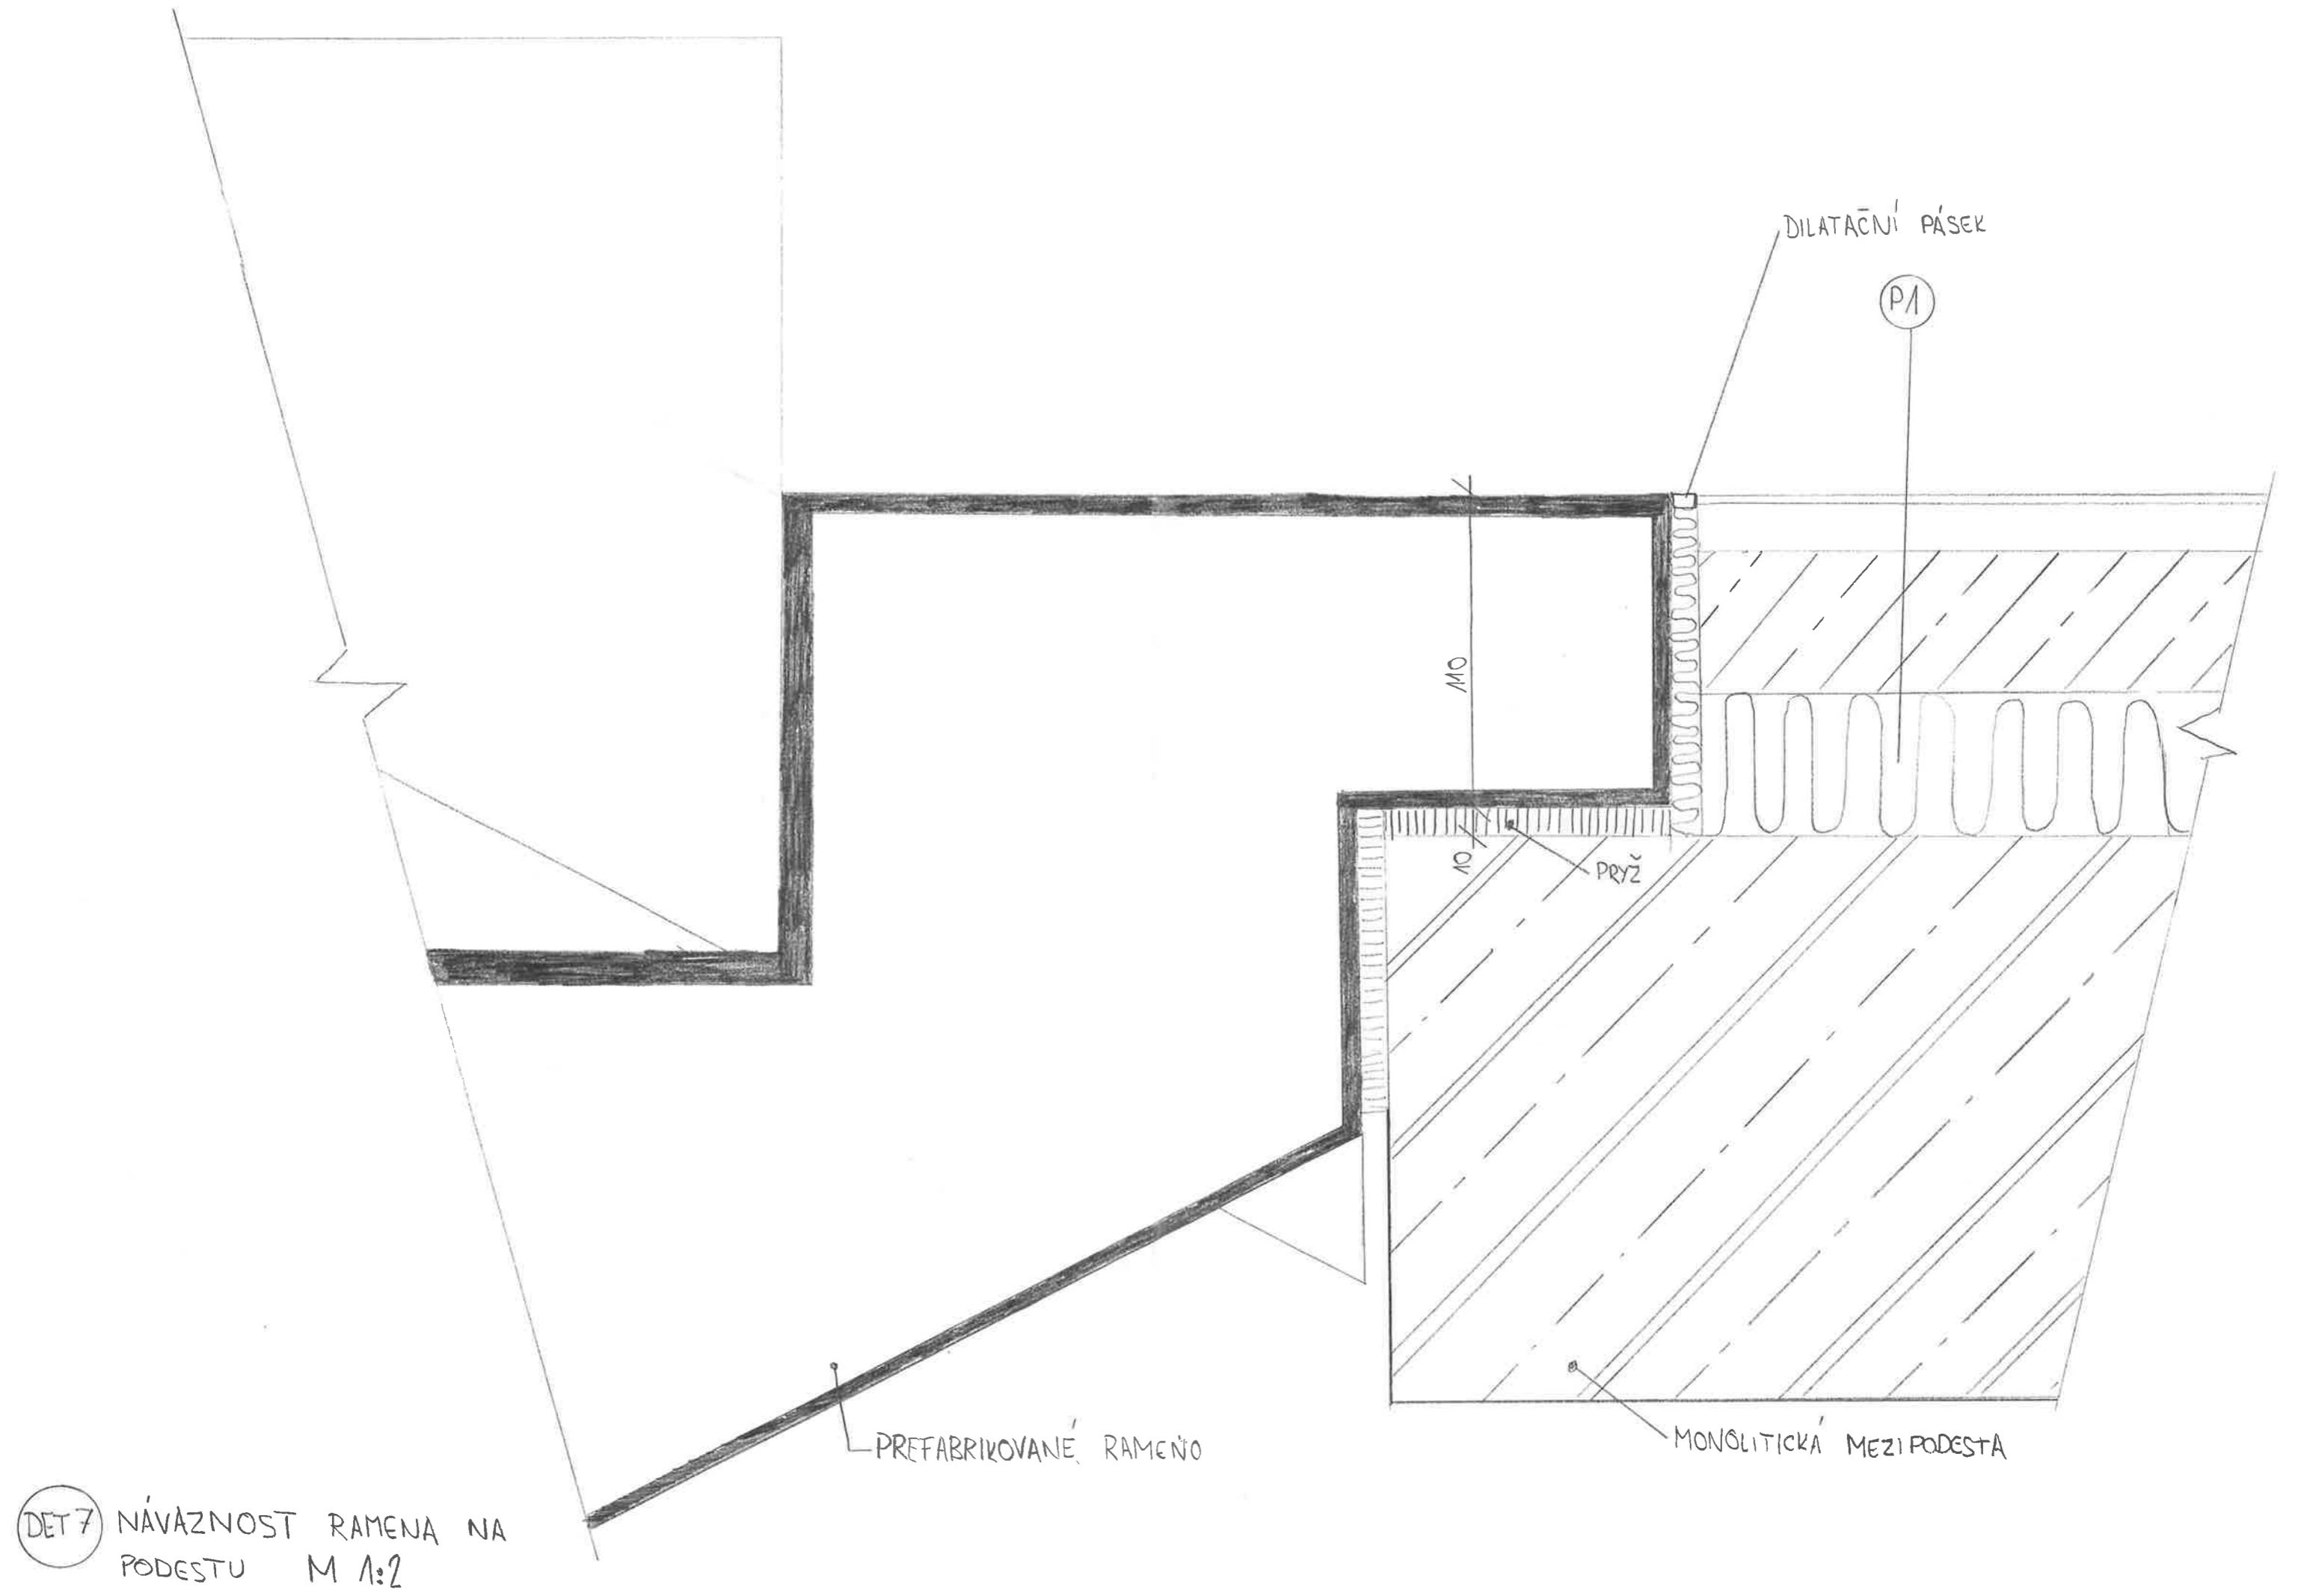 DILATAČNÍ PÁSEK
P1
110
10
PRYŽ
PREFABRIKOVANÉ RAMENO
MONOLITICKÁ MEZIPODESTA
DET 7 NÁVAZNOST RAMENA NA
PODESTU M 1:2